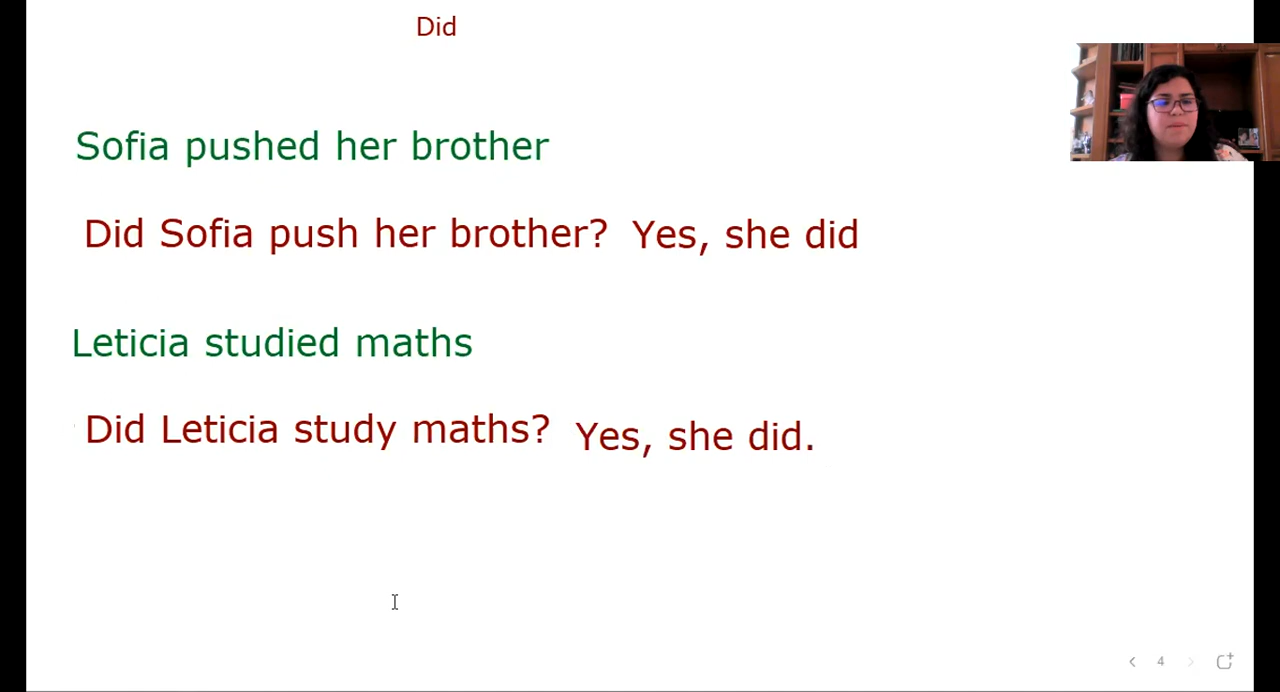 Did
Sofia pushed her brother
Did Sofia push her brother? Yes, she did
Leticia studied maths
Did Leticia study maths? Yes, she did.
4